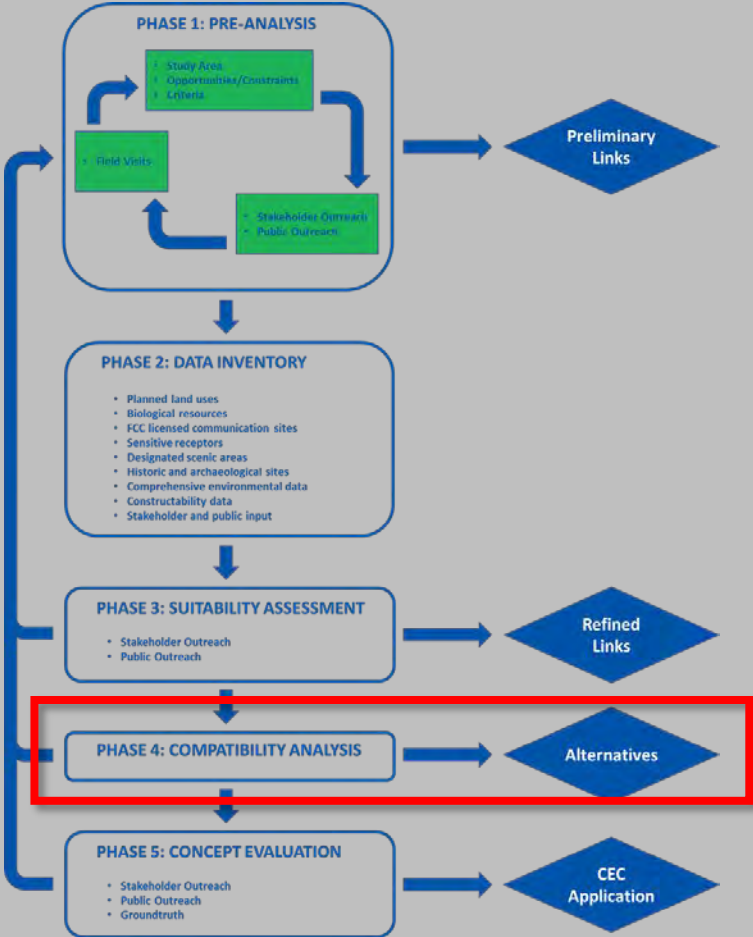 PHASE 1: PRE-ANALYSIS
• Study Area
• Opportunities/Constraints
• Criteria
• Field Visits
• Stakeholder Outreach
• Public Outreach
Preliminary
Links
PHASE 2: DATA INVENTORY
• Planned land uses
• Biological resources
• FCC licensed communication sites
• Sensitive receptors
• Designated scenic areas
• Historic and archaeological sites
• Comprehensive environmental data
• Constructability data
• Stakeholder and public input
PHASE 3: SUITABILITY ASSESSMENT
• Stakeholder Outreach
• Public Outreach
Refined
Links
PHASE 4: COMPATIBILITY ANALYSIS
Alternatives
PHASE 5: CONCEPT EVALUATION
• Stakeholder Outreach
• Public Outreach
• Groundtruth
CEC
Application